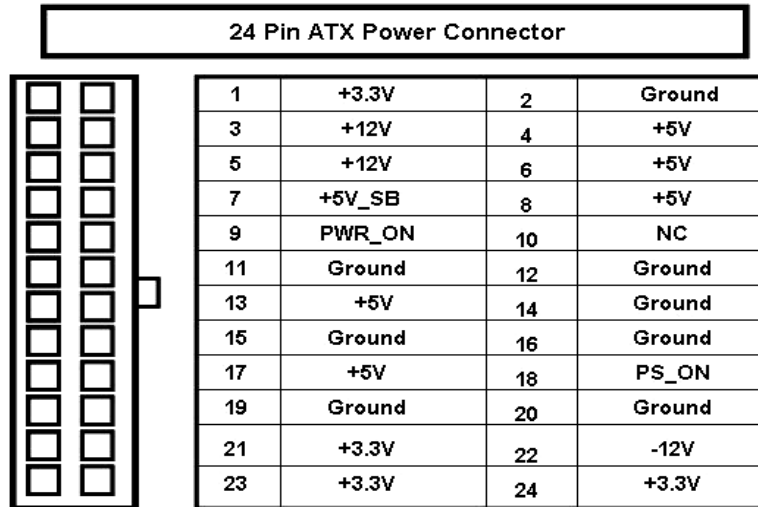 24 Pin ATX Power Connector
1 +3.3V 2 Ground
3 +12V 4 +5V
5 +12V 6 +5V
7 +5V_SB 8 +5V
9 PWR_ON 10 NC
11 Ground 12 Ground
13 +5V 14 Ground
15 Ground 16 Ground
17 +5V 18 PS_ON
19 Ground 20 Ground
21 +3.3V 22 -12V
23 +3.3V 24 +3.3V